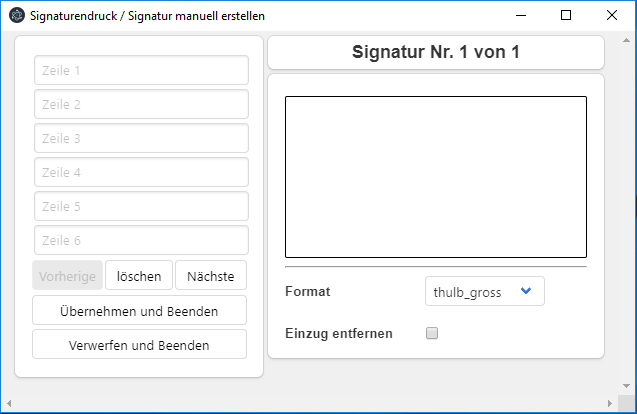 Signaturendruck / Signatur manuell erstellen
Zeile 1
Zeile 2
Zeile 3
Zeile 4
Zeile 5
Zeile 6
Vorherige löschen Nächste
Übernehmen und Beenden
Verwerfen und Beenden
Signatur Nr. 1 von 1
Format thulb_gross
Einzug entfernen